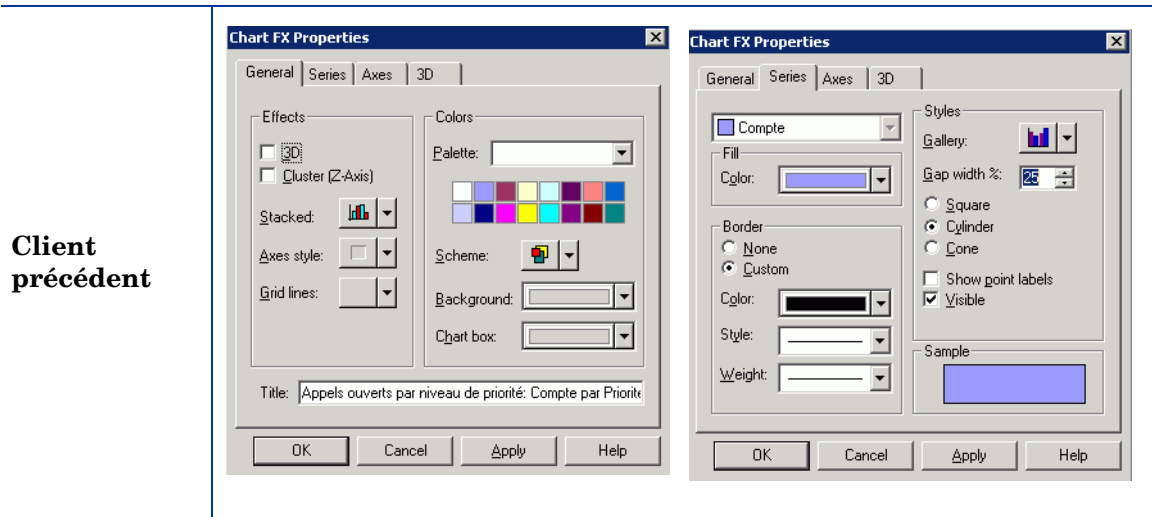 Client
précédent
Chart FX Properties
General Series Axes 3D
Effects
3D
Cluster (Z-Axis)
Stacked:
Axes style:
Grid lines:
Colors
Palette:
Scheme:
Background:
Chart box:
Title: Appels ouverts par niveau de priorité: Compte par Priorité
OK Cancel Apply Help
Chart FX Properties
General Series Axes 3D
Compte
Fill
Color:
Border
None
Custom
Color:
Style:
Weight:
Styles
Gallery:
Gap width %: 25
Square
Cylinder
Cone
Show point labels
Visible
Sample
OK Cancel Apply Help